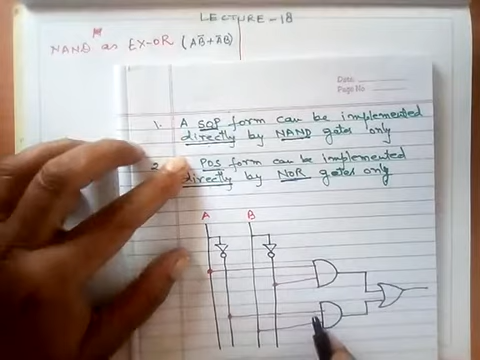 LECTURE - 18
NAND as EX-OR (AB̅ + A̅B)
Date:
Page No.
1. A SOP form can be implemented
directly by NAND gates only
2. POS form can be implemented
directly by NOR gates only
A B